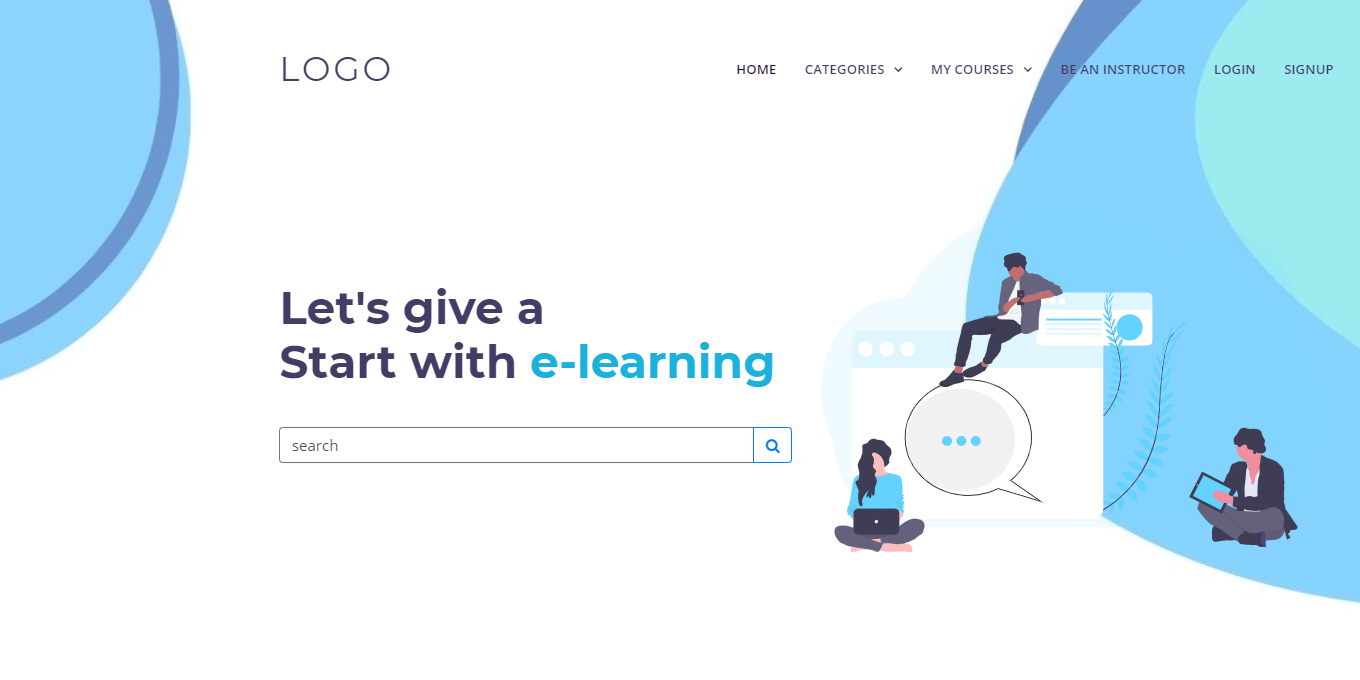 LOGO
HOME CATEGORIES MY COURSES BE AN INSTRUCTOR LOGIN SIGNUP
Let's give a
Start with e-learning
search